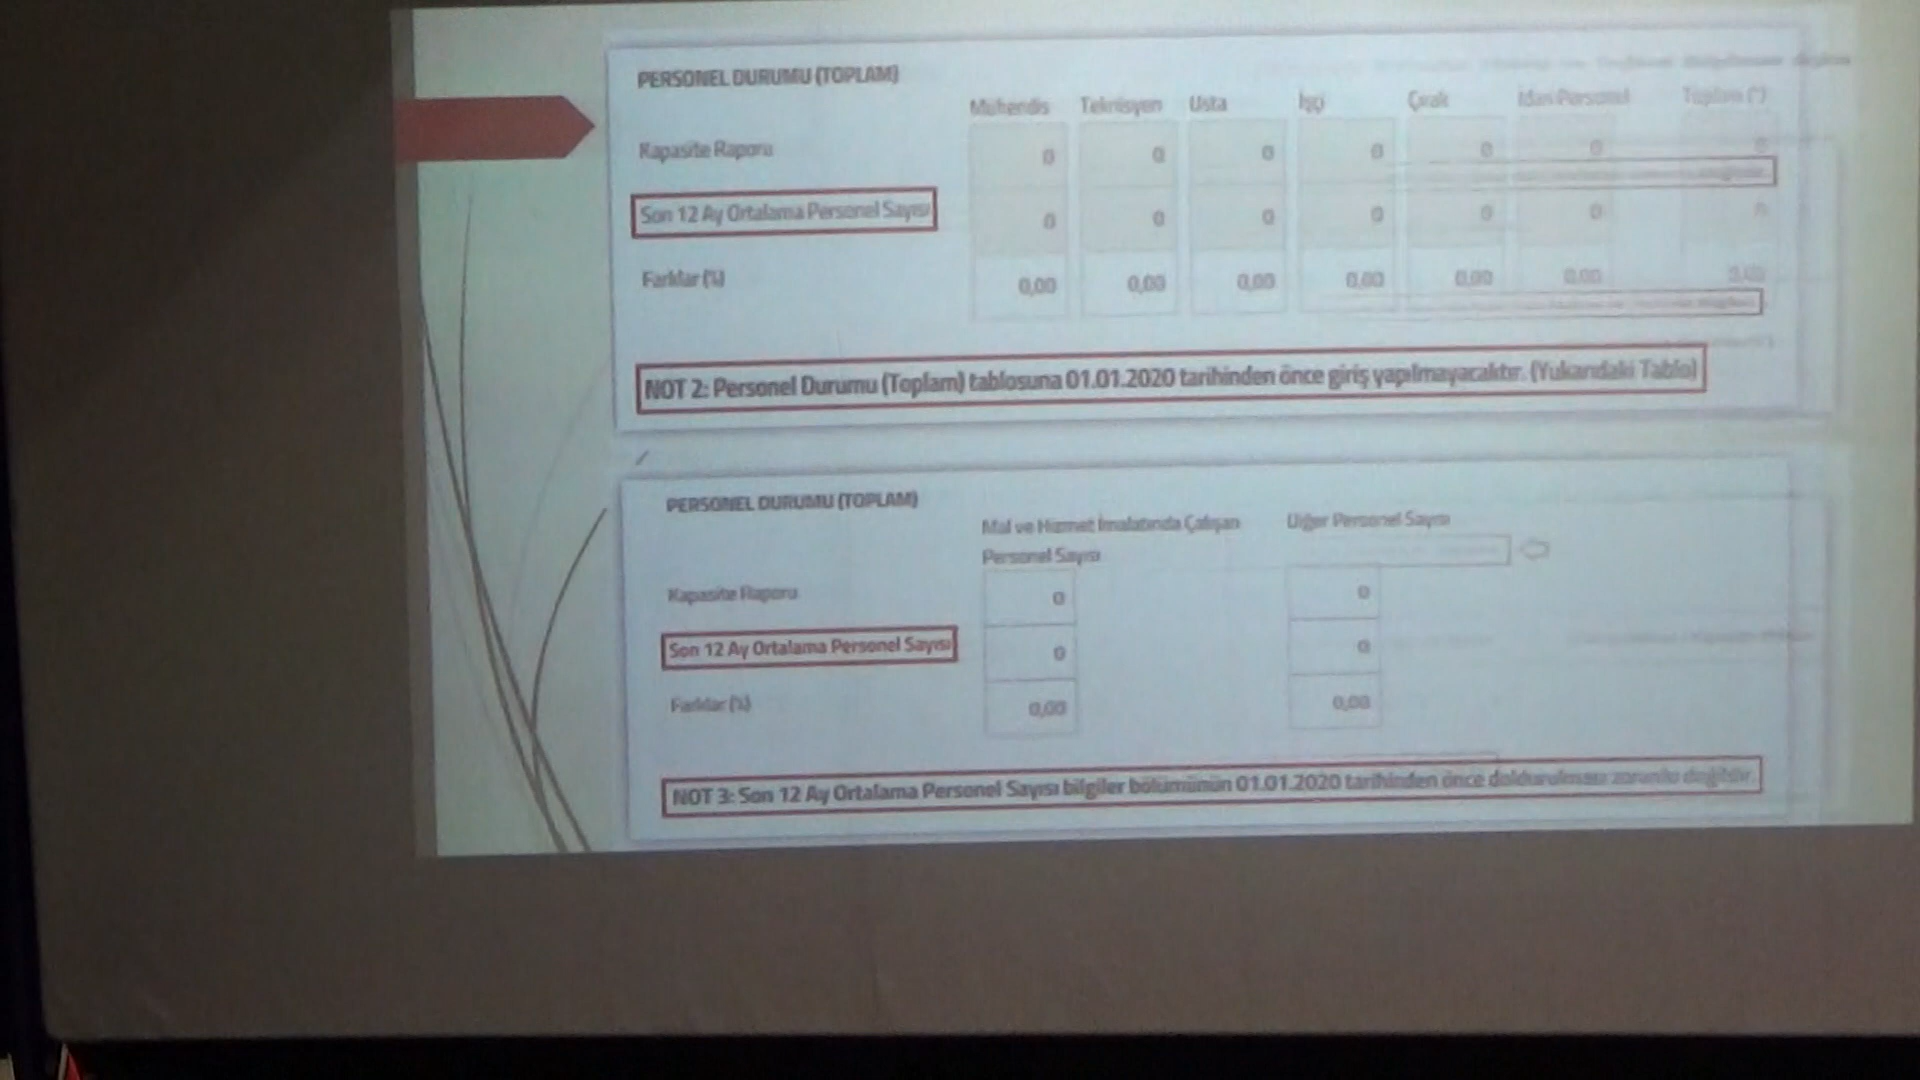 PERSONEL DURUMU (TOPLAM)
Mühendis Teknisyen Usta İşçi Çırak İdari Personel Toplam (*)
Kapasite Raporu 0 0 0 0 0 0 0
Son 12 Ay Ortalama Personel Sayısı 0 0 0 0 0 0 0
Farklar (%) 0,00 0,00 0,00 0,00 0,00 0,00 0,00
NOT 2: Personel Durumu (Toplam) tablosuna 01.01.2020 tarihinden önce giriş yapılmayacaktır. (Yukarıdaki Tablo)
PERSONEL DURUMU (TOPLAM)
Mal ve Hizmet İmalatında Çalışan Diğer Personel Sayısı
Personel Sayısı
Kapasite Raporu 0 0
Son 12 Ay Ortalama Personel Sayısı 0 0
Farklar (%) 0,00 0,00
NOT 3: Son 12 Ay Ortalama Personel Sayısı bilgiler bölümünün 01.01.2020 tarihinden önce doldurulması zorunlu değildir.